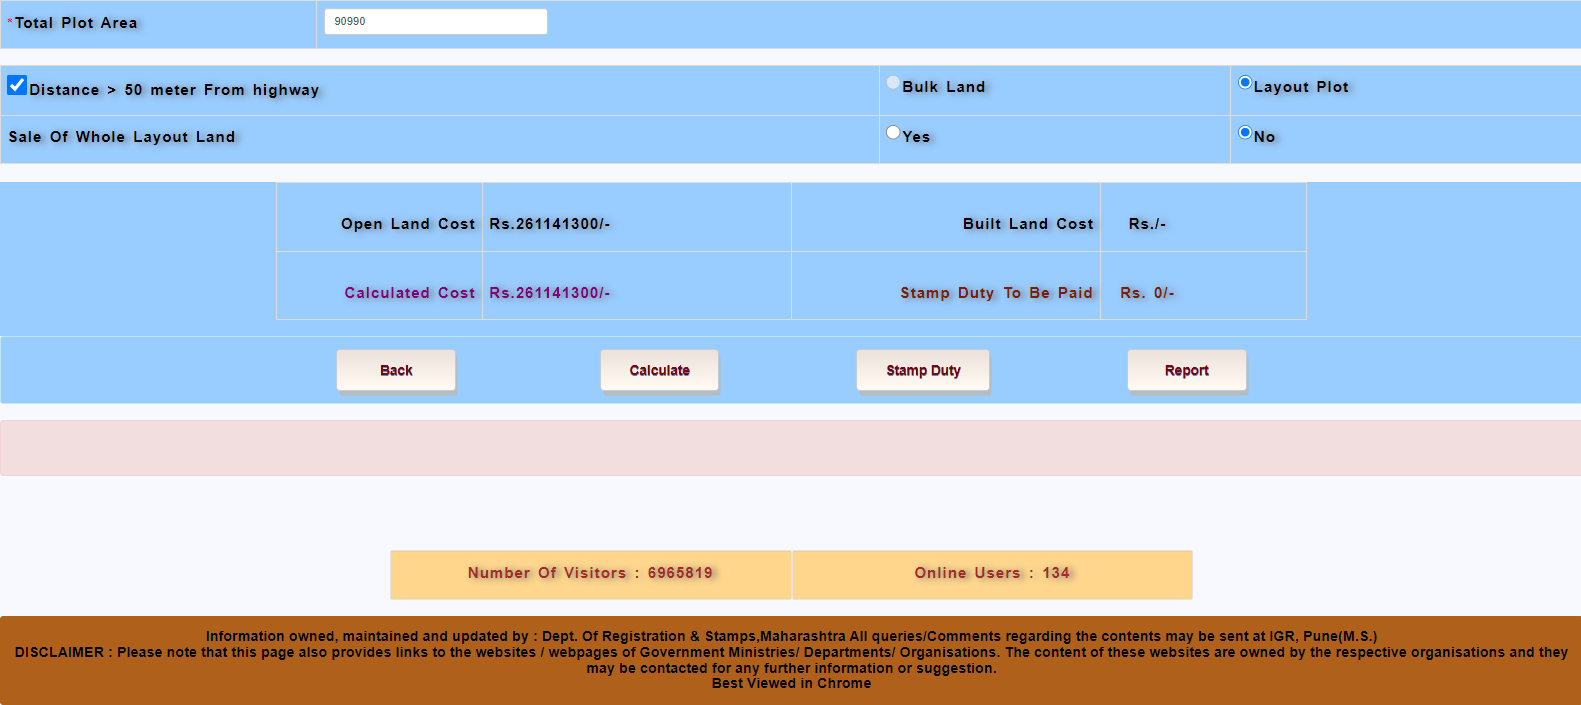 *Total Plot Area 90990
Distance > 50 meter From highway Bulk Land Layout Plot
Sale Of Whole Layout Land Yes No
Open Land Cost Rs.261141300/- Built Land Cost Rs./-
Calculated Cost Rs.261141300/- Stamp Duty To Be Paid Rs. 0/-
Back Calculate Stamp Duty Report
Number Of Visitors : 6965819 Online Users : 134
Information owned, maintained and updated by : Dept. Of Registration & Stamps,Maharashtra All queries/Comments regarding the contents may be sent at IGR, Pune(M.S.)
DISCLAIMER : Please note that this page also provides links to the websites / webpages of Government Ministries/ Departments/ Organisations. The content of these websites are owned by the respective organisations and they
may be contacted for any further information or suggestion.
Best Viewed in Chrome